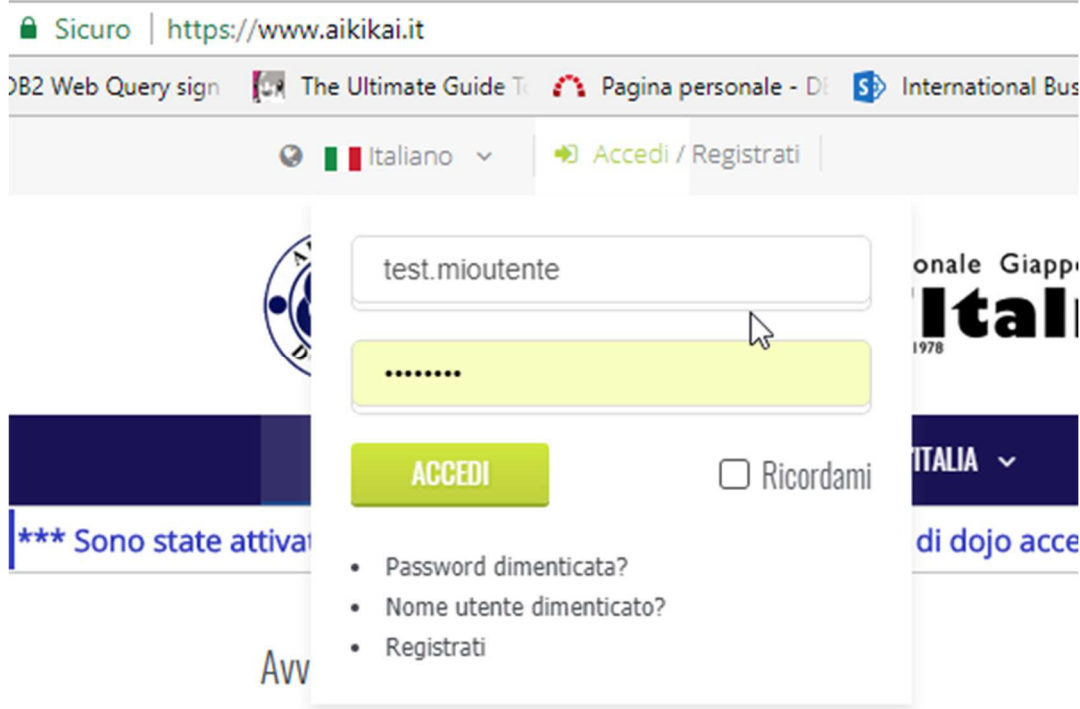 Sicuro | https://www.aikikai.it
DB2 Web Query sign The Ultimate Guide To Pagina personale - DE International Bus
Italiano Accedi / Registrati
test.mioutente
onale Giapp
1978
••••••••
ACCEDI Ricordami
ITALIA
*** Sono state attivat di dojo acce
Password dimenticata?
Nome utente dimenticato?
Registrati
Avv